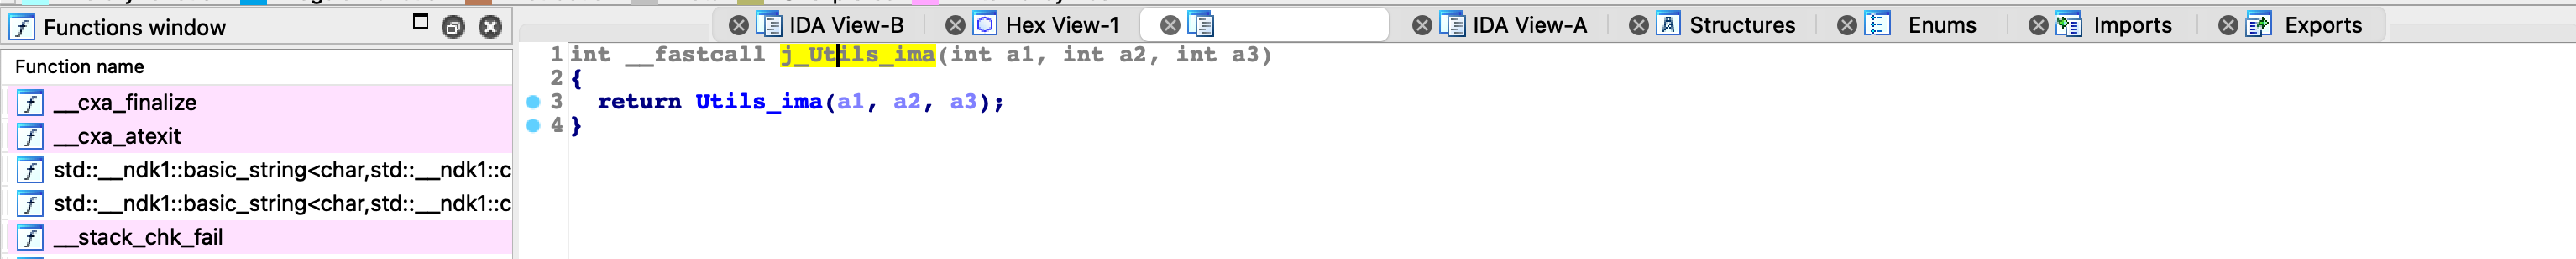 Functions window
IDA View-B
Hex View-1
IDA View-A
Structures
Enums
Imports
Exports
Function name
__cxa_finalize
__cxa_atexit
std::__ndk1::basic_string<char,std::__ndk1::c
std::__ndk1::basic_string<char,std::__ndk1::c
__stack_chk_fail
1 int __fastcall j_Utils_ima(int a1, int a2, int a3)
2 {
3 return Utils_ima(a1, a2, a3);
4 }